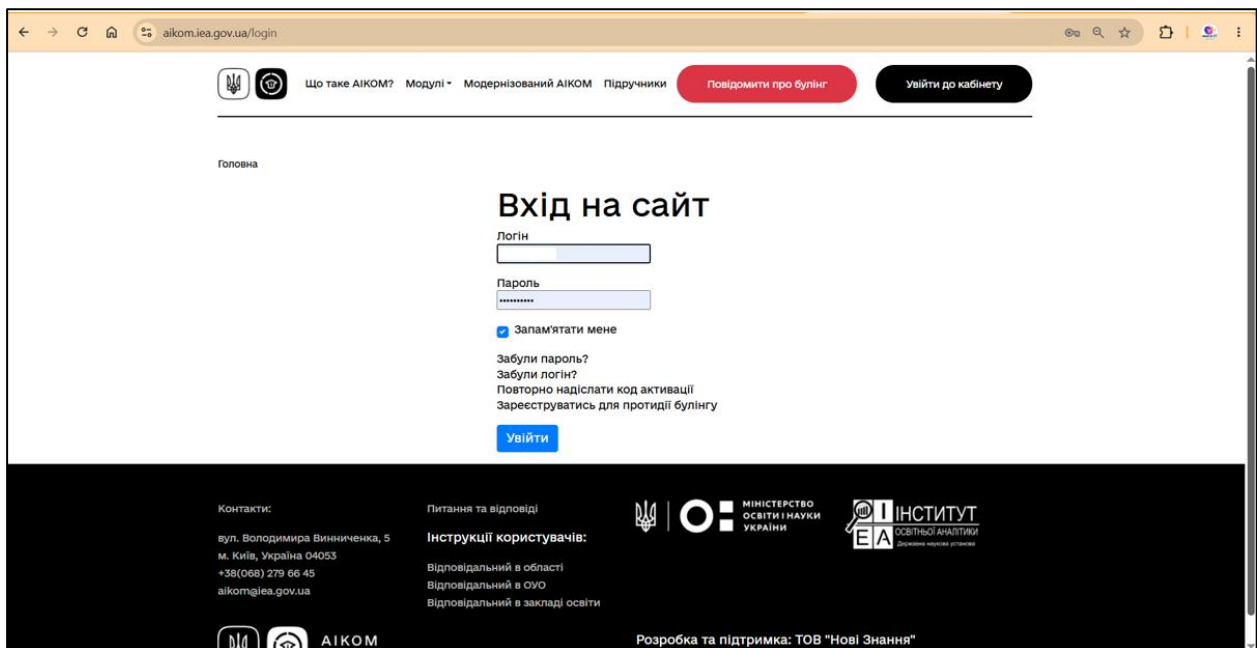 aikom.iea.gov.ua/login
Що таке АІКОМ? Модулі Модернізований АІКОМ Підручники Повідомити про булінг Увійти до кабінету
Головна
Вхід на сайт
Логін
Пароль
Запам'ятати мене
Забули пароль?
Забули логін?
Повторно надіслати код активації
Зареєструватись для протидії булінгу
Увійти
Контакти:
вул. Володимира Винниченка, 5
м. Київ, Україна 04053
+38(068) 279 66 45
aikom@iea.gov.ua
Питання та відповіді
Інструкції користувачів:
Відповідальний в області
Відповідальний в ОУО
Відповідальний в закладі освіти
МІНІСТЕРСТВО
ОСВІТИ І НАУКИ
УКРАЇНИ
ІЕА
ІНСТИТУТ
ОСВІТНЬОЇ АНАЛІТИКИ
Державна наукова установа
АІКОМ
Розробка та підтримка: ТОВ "Нові Знання"